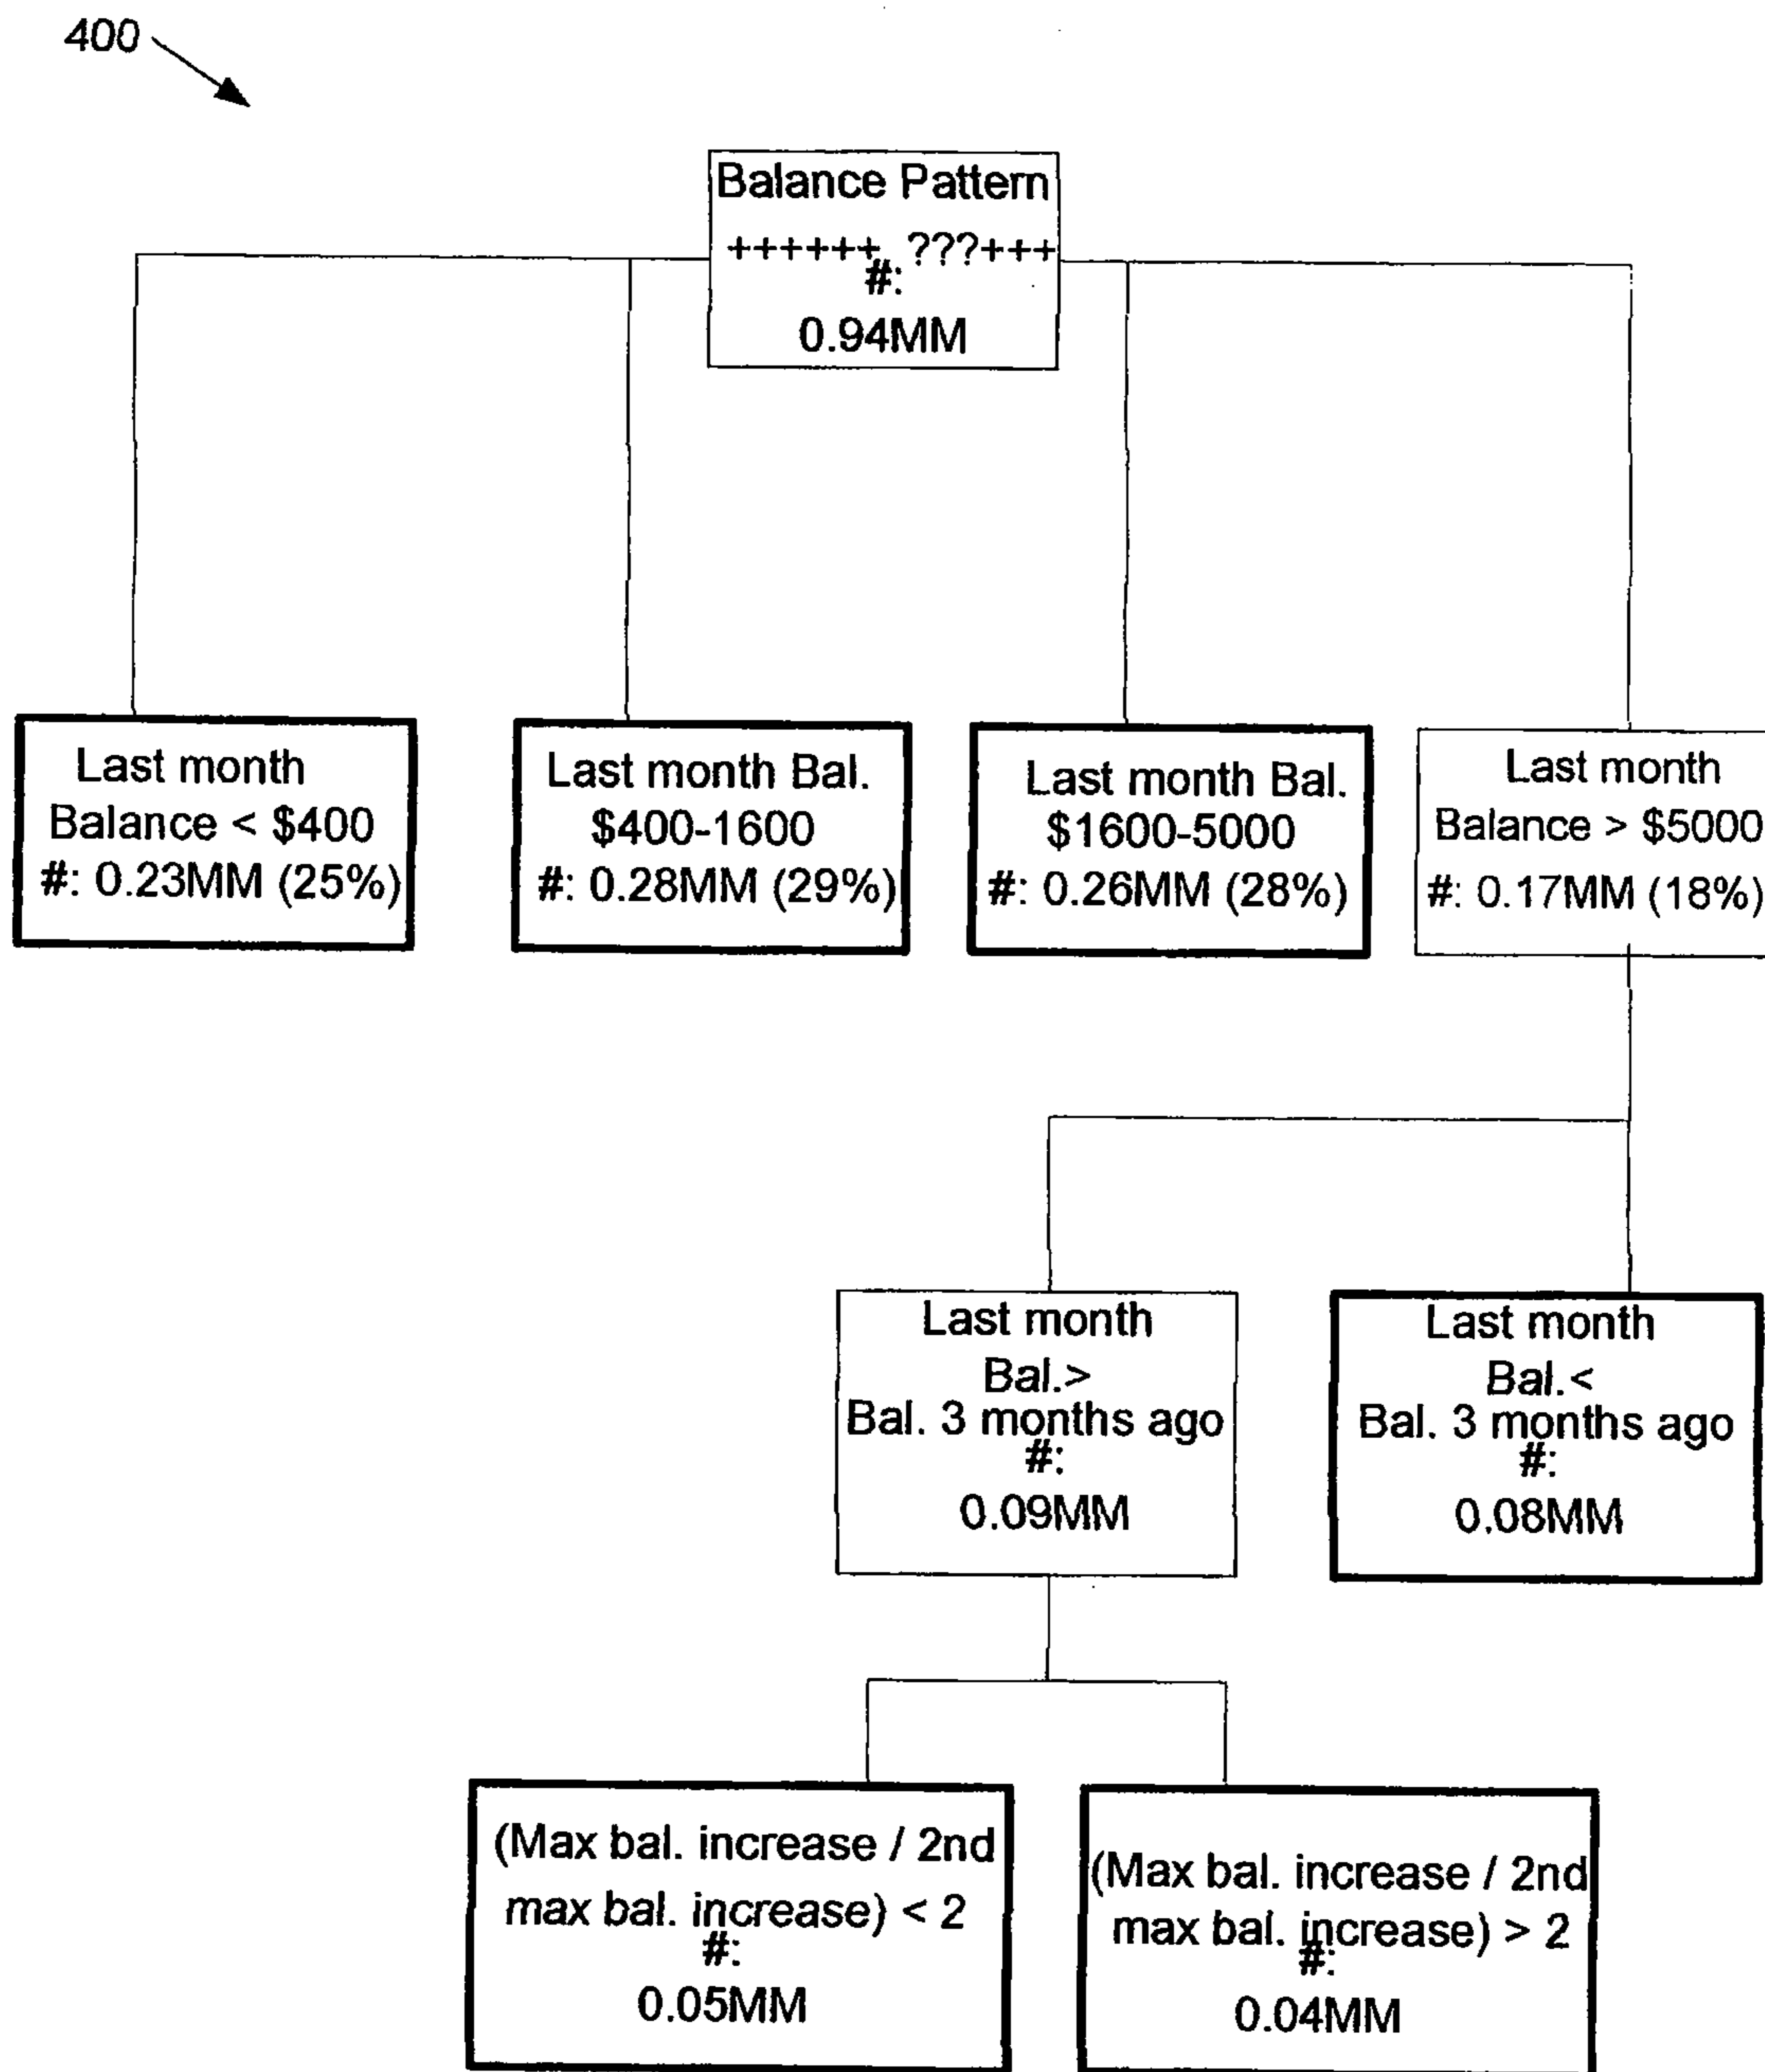 400
Balance Pattern
++++++ ???+++
#:
0.94MM
Last month
Balance < $400
#: 0.23MM (25%)
Last month Bal.
$400-1600
#: 0.28MM (29%)
Last month Bal.
$1600-5000
#: 0.26MM (28%)
Last month
Balance > $5000
#: 0.17MM (18%)
Last month
Bal.>
Bal. 3 months ago
#:
0.09MM
Last month
Bal.<
Bal. 3 months ago
#:
0.08MM
(Max bal. increase / 2nd
max bal. increase) < 2
#:
0.05MM
(Max bal. increase / 2nd
max bal. increase) > 2
#:
0.04MM